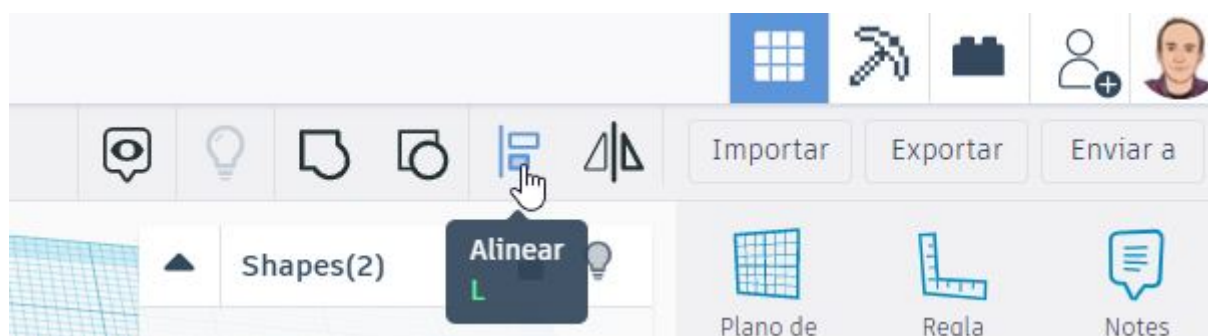 Importar Exportar Enviar a
Shapes(2)
Alinear
L
Plano de Regla Notes